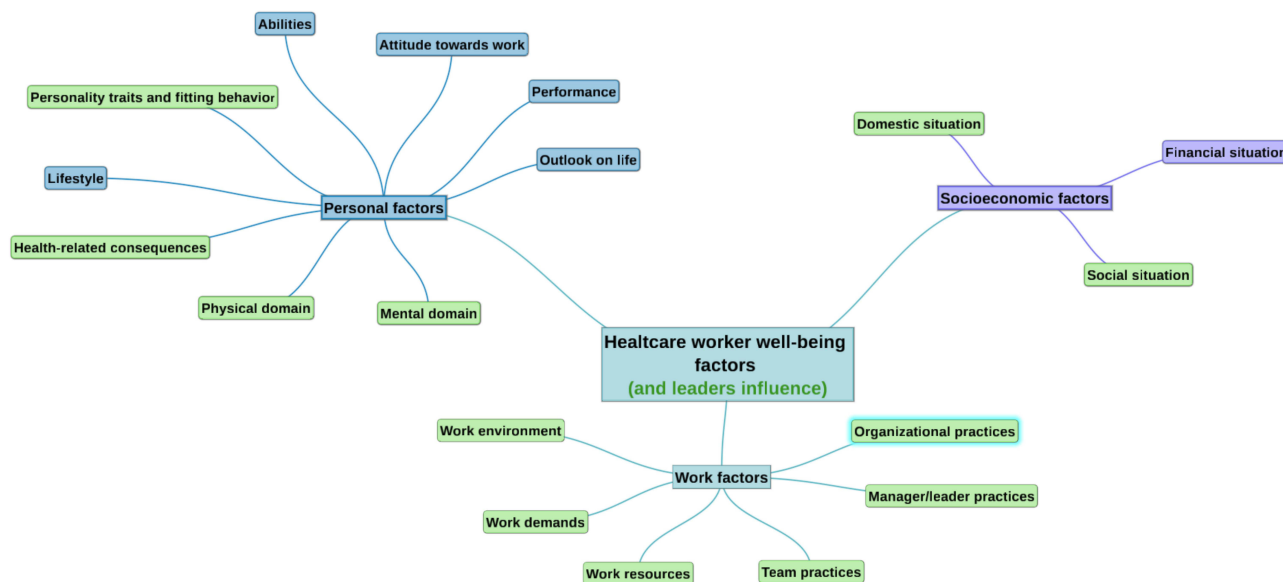 Abilities
Attitude towards work
Personality traits and fitting behavior
Performance
Outlook on life
Lifestyle
Personal factors
Health-related consequences
Physical domain
Mental domain
Domestic situation
Financial situation
Socioeconomic factors
Social situation
Healtcare worker well-being
factors
(and leaders influence)
Work environment
Organizational practices
Work factors
Manager/leader practices
Work demands
Work resources
Team practices